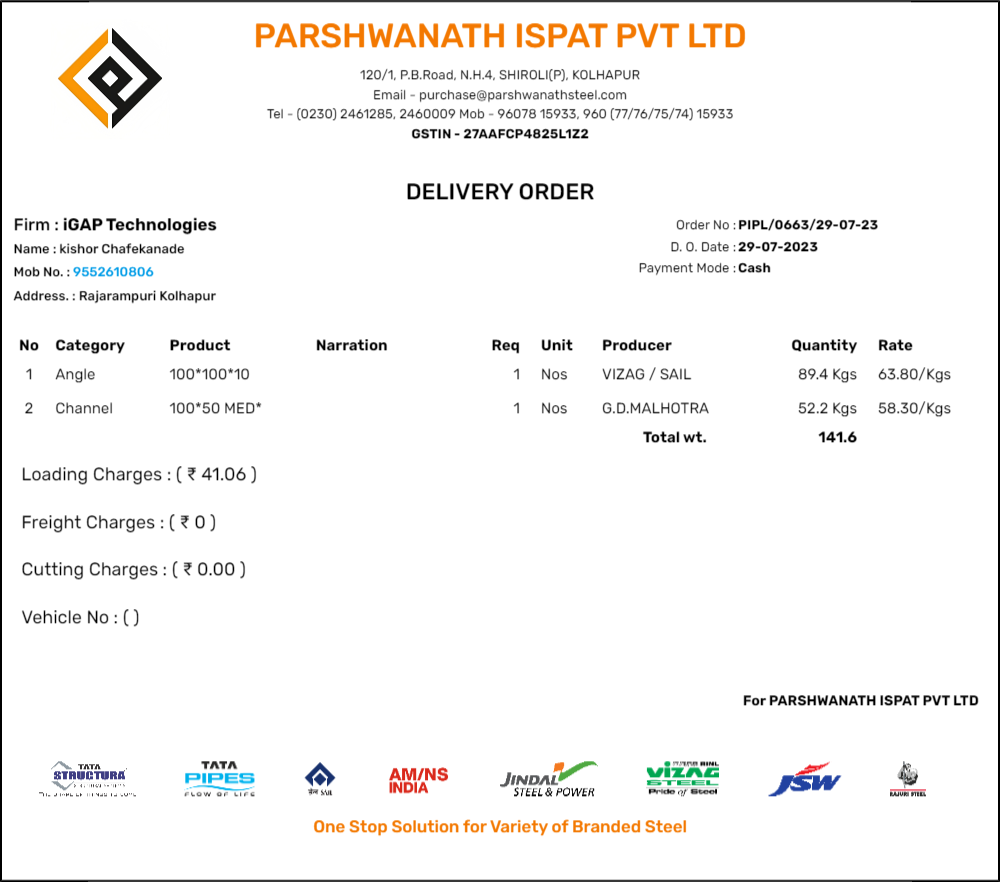 PARSHWANATH ISPAT PVT LTD
120/1, P.B.Road, N.H.4, SHIROLI(P), KOLHAPUR
Email - purchase@parshwanathsteel.com
Tel - (0230) 2461285, 2460009 Mob - 96078 15933, 960 (77/76/75/74) 15933
GSTIN - 27AAFCP4825L1Z2
DELIVERY ORDER
Firm : iGAP Technologies
Name : kishor Chafekanade
Mob No. : 9552610806
Address. : Rajarampuri Kolhapur
Order No : PIPL/0663/29-07-23
D. O. Date : 29-07-2023
Payment Mode : Cash
No Category Product Narration Req Unit Producer Quantity Rate
1 Angle 100*100*10 1 Nos VIZAG / SAIL 89.4 Kgs 63.80/Kgs
2 Channel 100*50 MED* 1 Nos G.D.MALHOTRA 52.2 Kgs 58.30/Kgs
Total wt. 141.6
Loading Charges : ( ₹ 41.06 )
Freight Charges : ( ₹ 0 )
Cutting Charges : ( ₹ 0.00 )
Vehicle No : ( )
For PARSHWANATH ISPAT PVT LTD
TATA
STRUCTURA
TATA
PIPES
FLOW OF LIFE
सेल SAIL
AM/NS
INDIA
JINDAL
STEEL & POWER
RINL
VIZAG
STEEL
Pride of Steel
JSW
RAJURI STEEL
One Stop Solution for Variety of Branded Steel